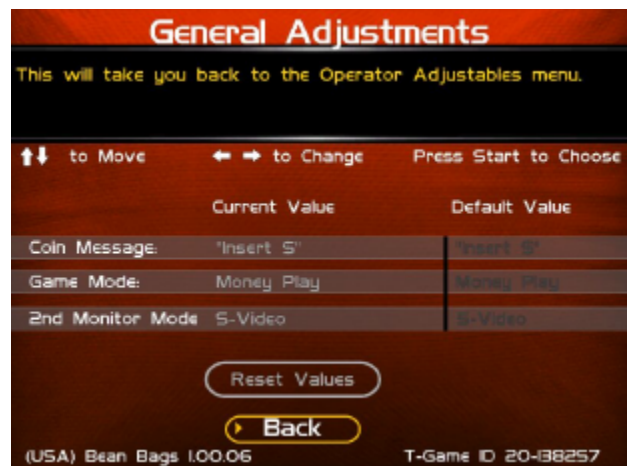 General Adjustments
This will take you back to the Operator Adjustables menu.
to Move to Change Press Start to Choose
Current Value Default Value
Coin Message: "Insert S" "Insert S"
Game Mode: Money Play Money Play
2nd Monitor Mode S-Video S-Video
Reset Values
Back
(USA) Bean Bags 1.00.06 T-Game ID 20-138257